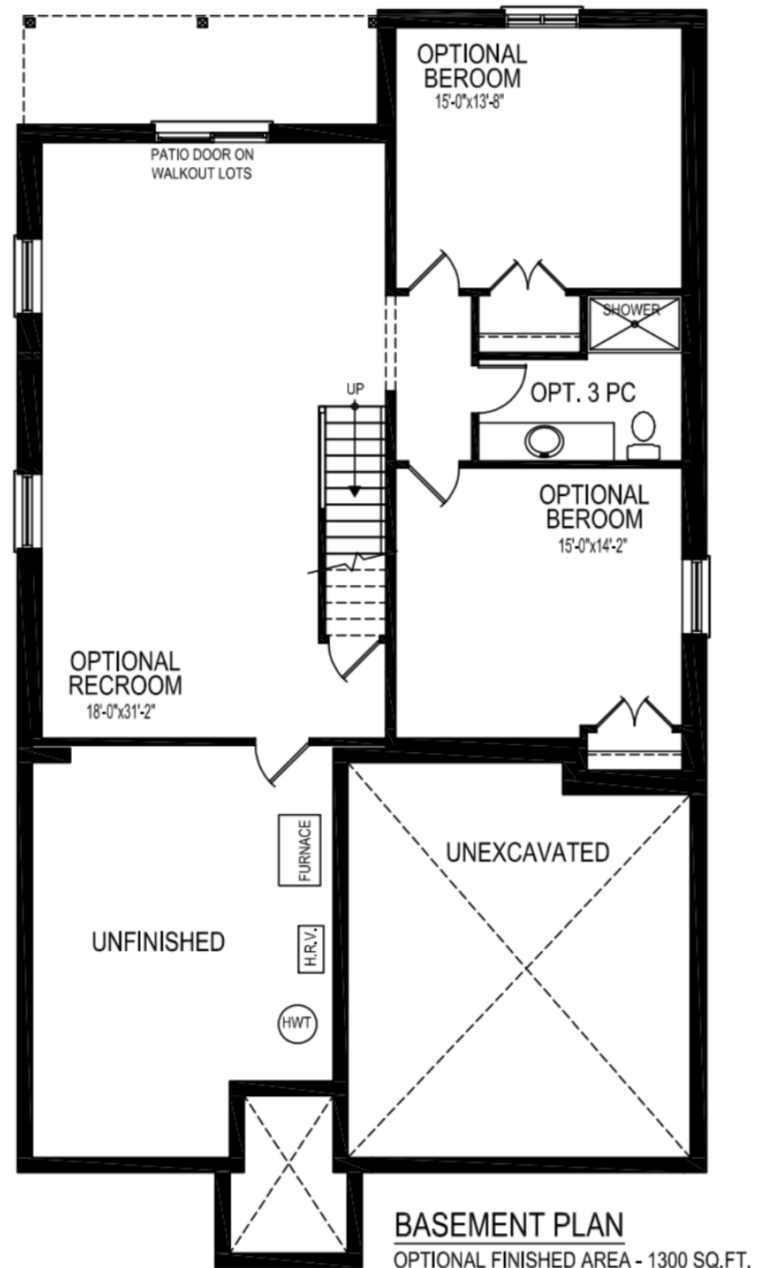 OPTIONAL
BEROOM
15'-0"x13'-8"
PATIO DOOR ON
WALKOUT LOTS
SHOWER
UP
OPT. 3 PC
OPTIONAL
BEROOM
15'-0"x14'-2"
OPTIONAL
RECROOM
18'-0"x31'-2"
FURNACE
UNEXCAVATED
UNFINISHED
H.R.V.
HWT
BASEMENT PLAN
OPTIONAL FINISHED AREA - 1300 SQ.FT.